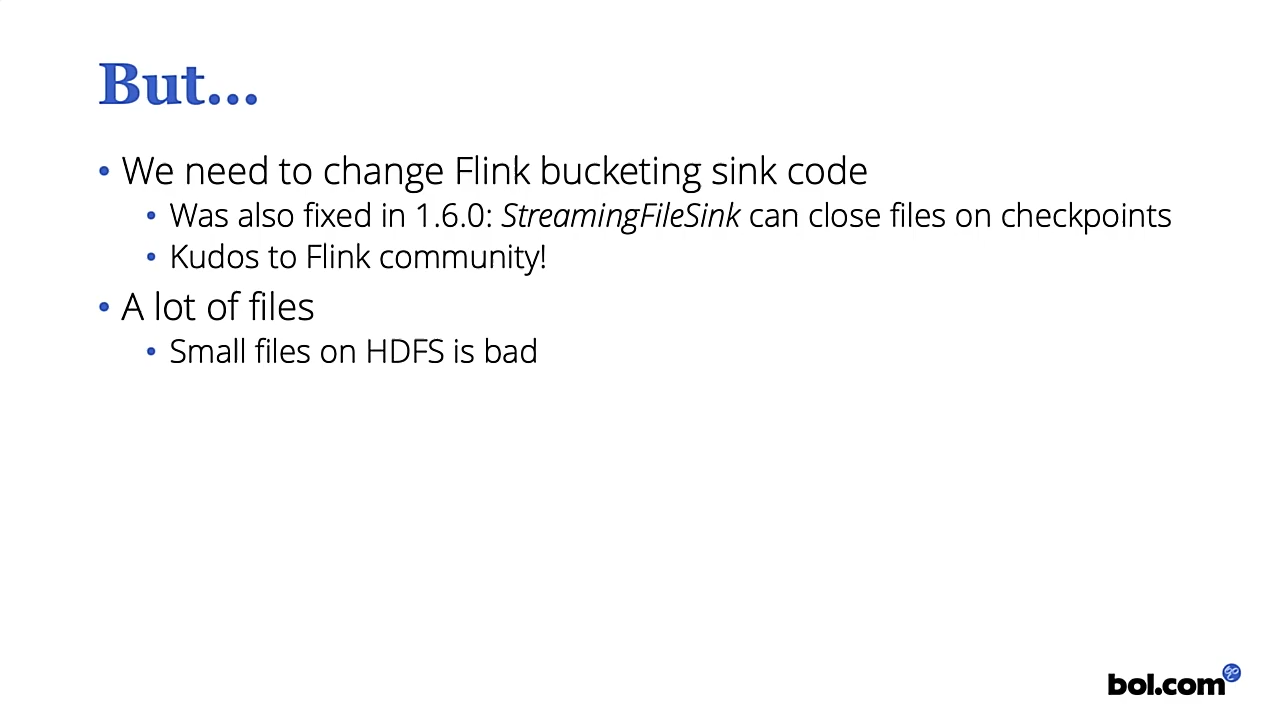 But...
• We need to change Flink bucketing sink code
• Was also fixed in 1.6.0: StreamingFileSink can close files on checkpoints
• Kudos to Flink community!
• A lot of files
• Small files on HDFS is bad
bol.com